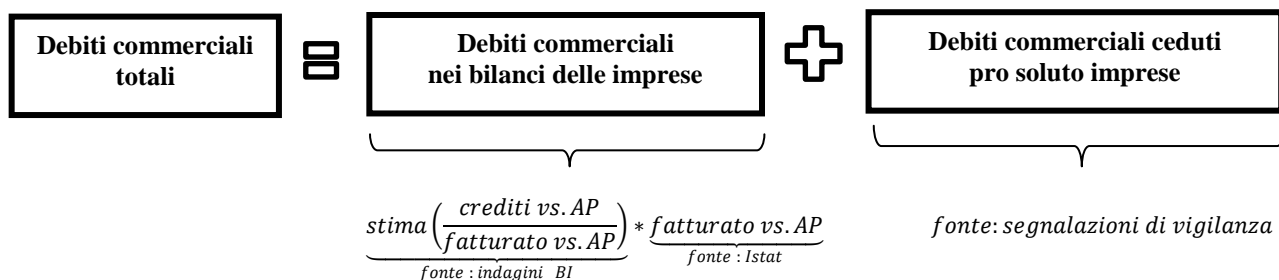 Debiti commerciali totali
=
Debiti commerciali nei bilanci delle imprese
+
Debiti commerciali ceduti pro soluto imprese
stima (crediti vs. AP / fatturato vs. AP) * fatturato vs. AP
fonte : indagini BI
fonte : Istat
fonte: segnalazioni di vigilanza